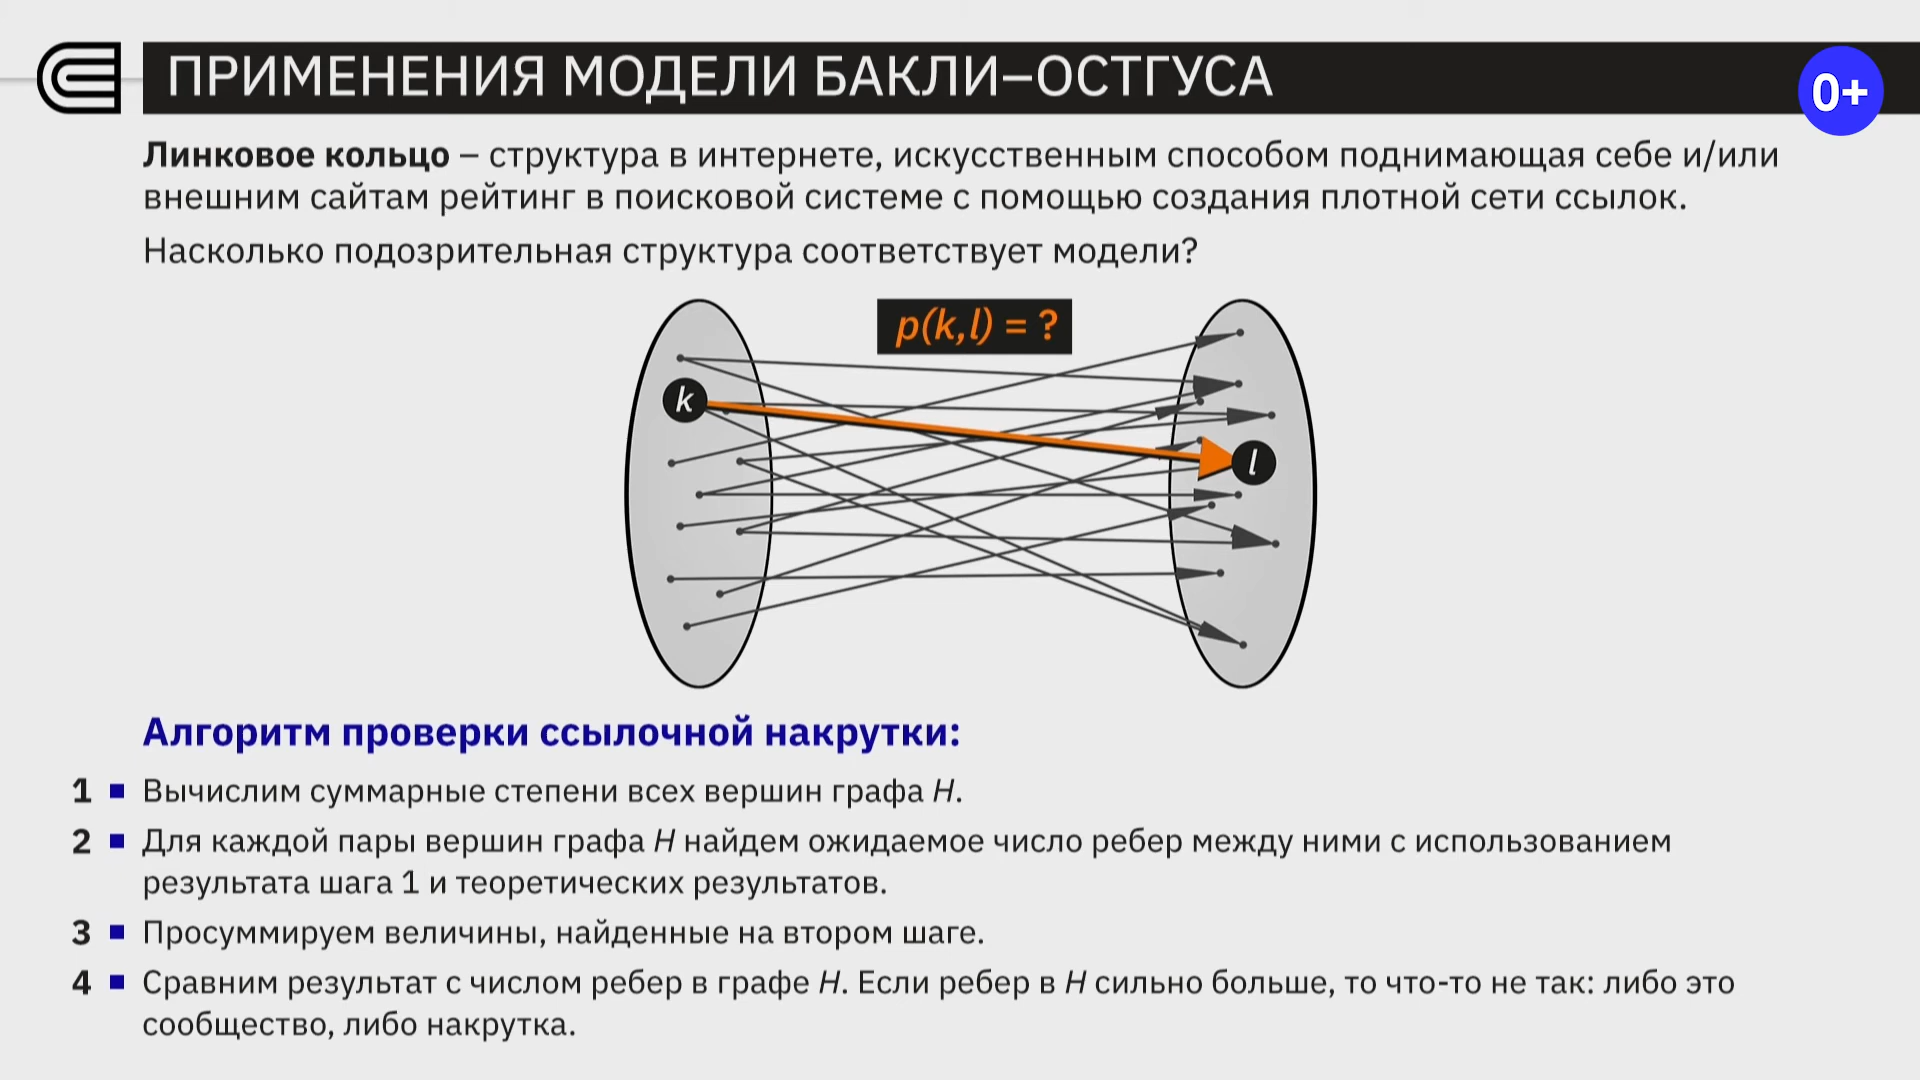 ПРИМЕНЕНИЯ МОДЕЛИ БАКЛИ–ОСТГУСА
0+
Линковое кольцо – структура в интернете, искусственным способом поднимающая себе и/или
внешним сайтам рейтинг в поисковой системе с помощью создания плотной сети ссылок.
Насколько подозрительная структура соответствует модели?
p(k,l) = ?
k
l
Алгоритм проверки ссылочной накрутки:
1 ▪ Вычислим суммарные степени всех вершин графа H.
2 ▪ Для каждой пары вершин графа H найдем ожидаемое число ребер между ними с использованием
результата шага 1 и теоретических результатов.
3 ▪ Просуммируем величины, найденные на втором шаге.
4 ▪ Сравним результат с числом ребер в графе H. Если ребер в H сильно больше, то что-то не так: либо это
сообщество, либо накрутка.